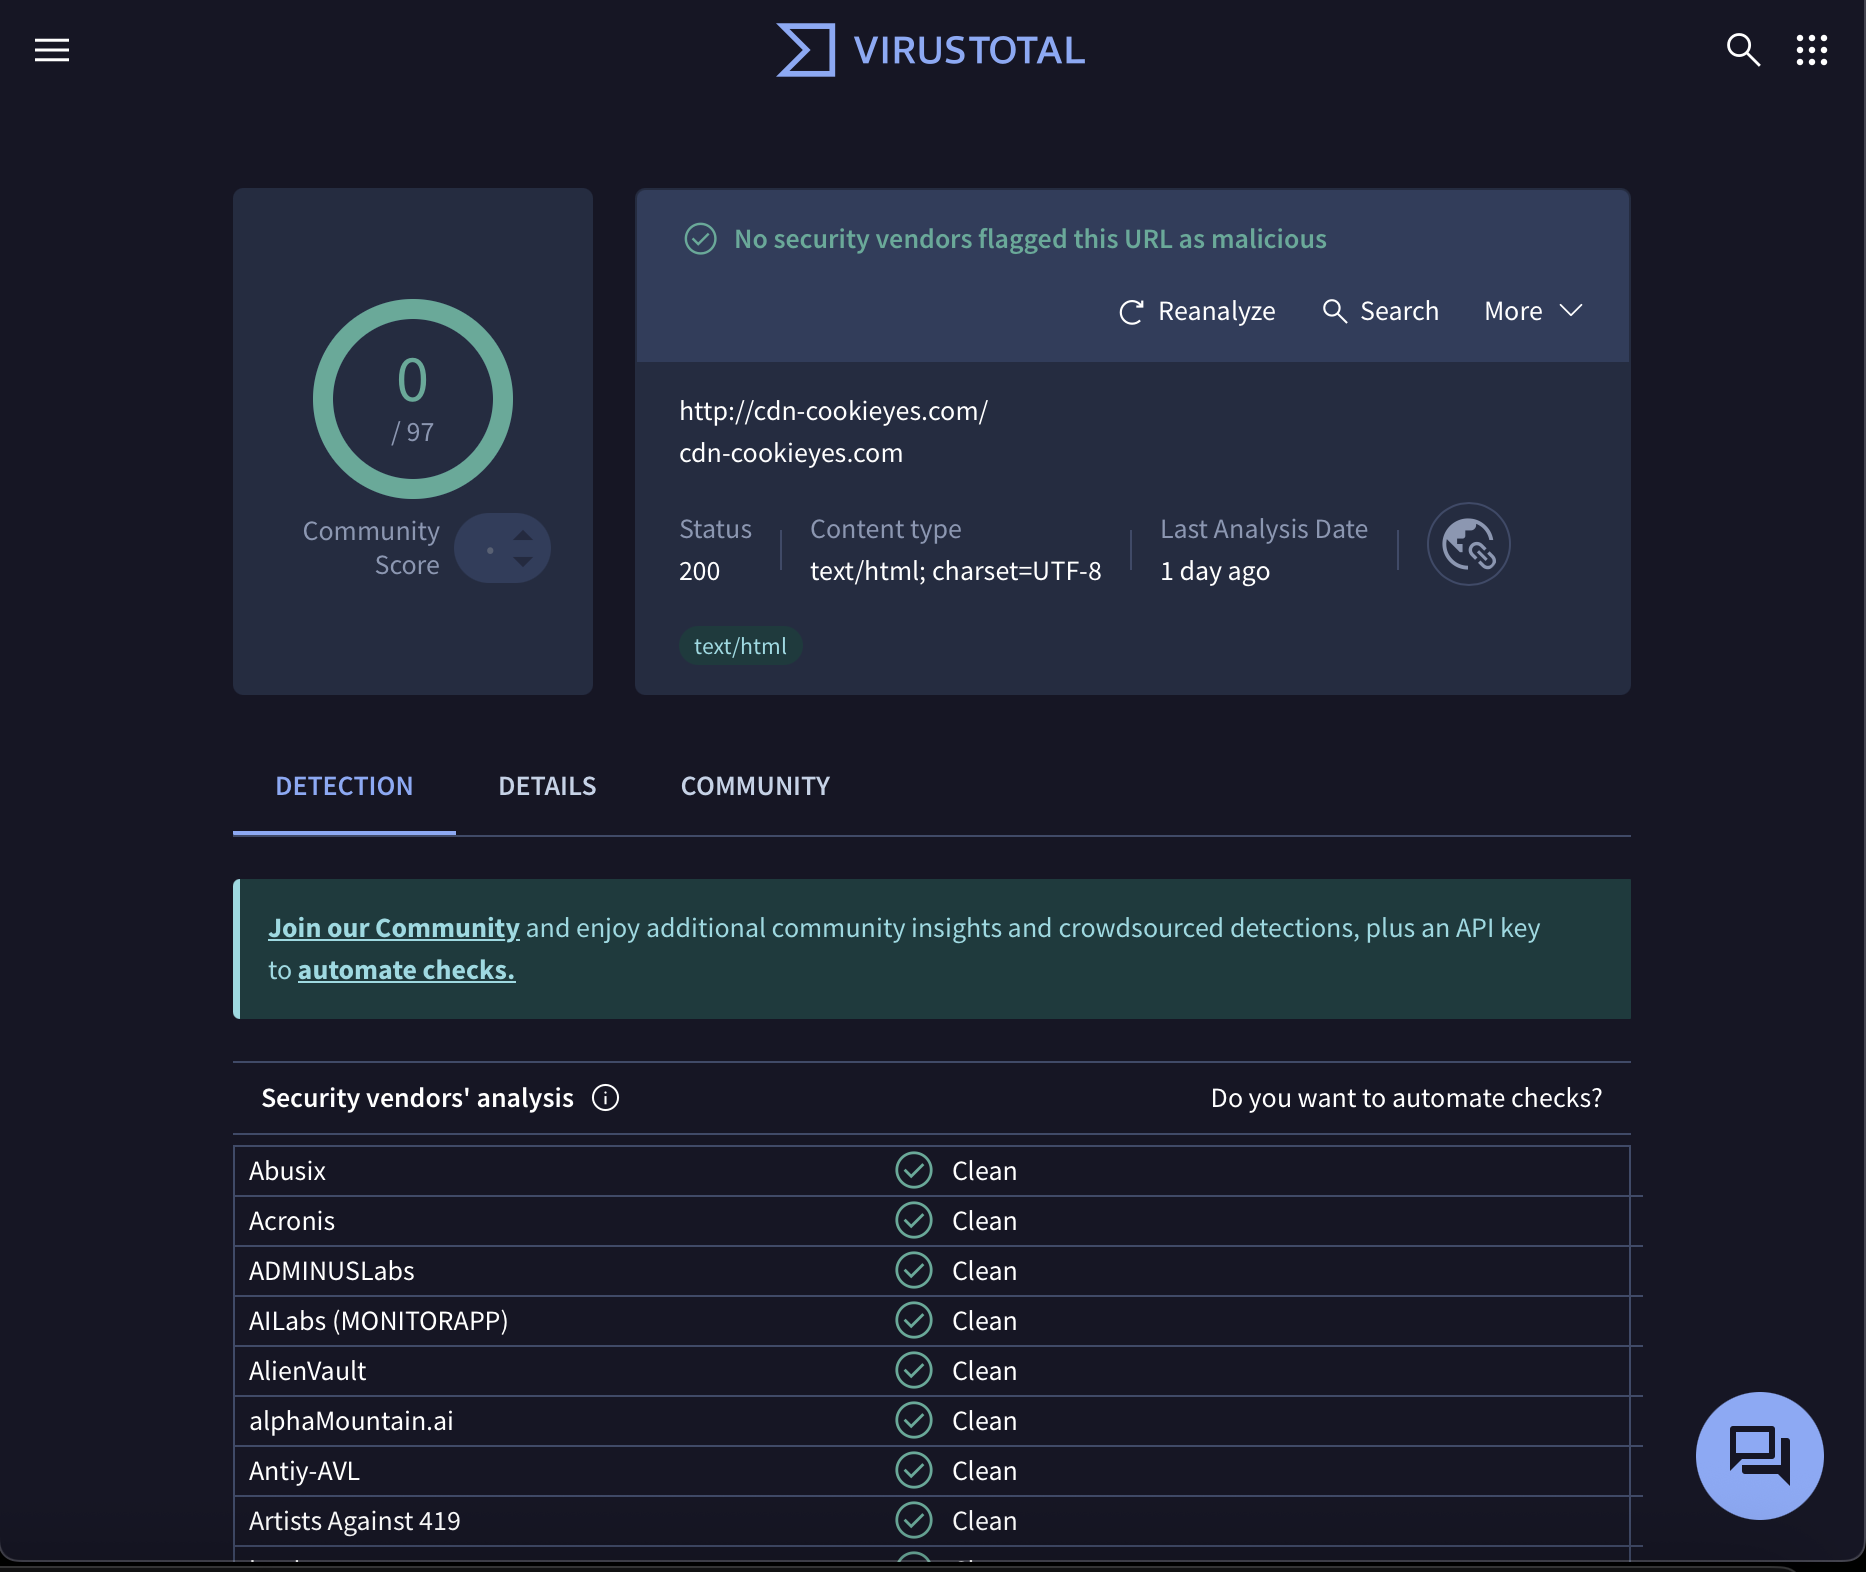 VIRUSTOTAL
0
/ 97
Community
Score
No security vendors flagged this URL as malicious
Reanalyze
Search
More
http://cdn-cookieyes.com/
cdn-cookieyes.com
Status
200
Content type
text/html; charset=UTF-8
Last Analysis Date
1 day ago
text/html
DETECTION
DETAILS
COMMUNITY
Join our Community and enjoy additional community insights and crowdsourced detections, plus an API key
to automate checks.
Security vendors' analysis
Do you want to automate checks?
Abusix Clean
Acronis Clean
ADMINUSLabs Clean
AILabs (MONITORAPP) Clean
AlienVault Clean
alphaMountain.ai Clean
Antiy-AVL Clean
Artists Against 419 Clean